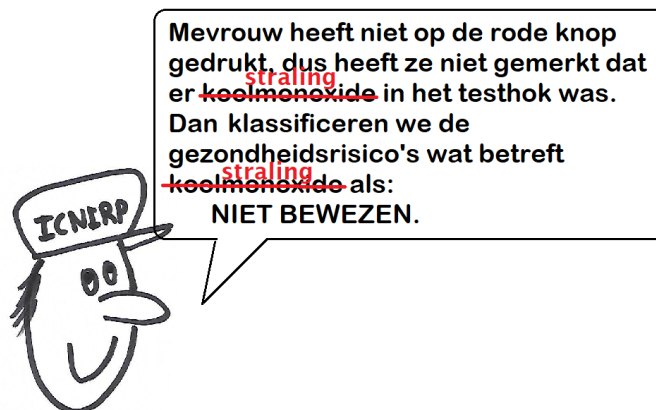 Mevrouw heeft niet op de rode knop
gedrukt, dus heeft ze niet gemerkt dat
straling
er koolmonoxide in het testhok was.
Dan klassificeren we de
gezondheidsrisico's wat betreft
straling
koolmonoxide als:
NIET BEWEZEN.
ICNIRP